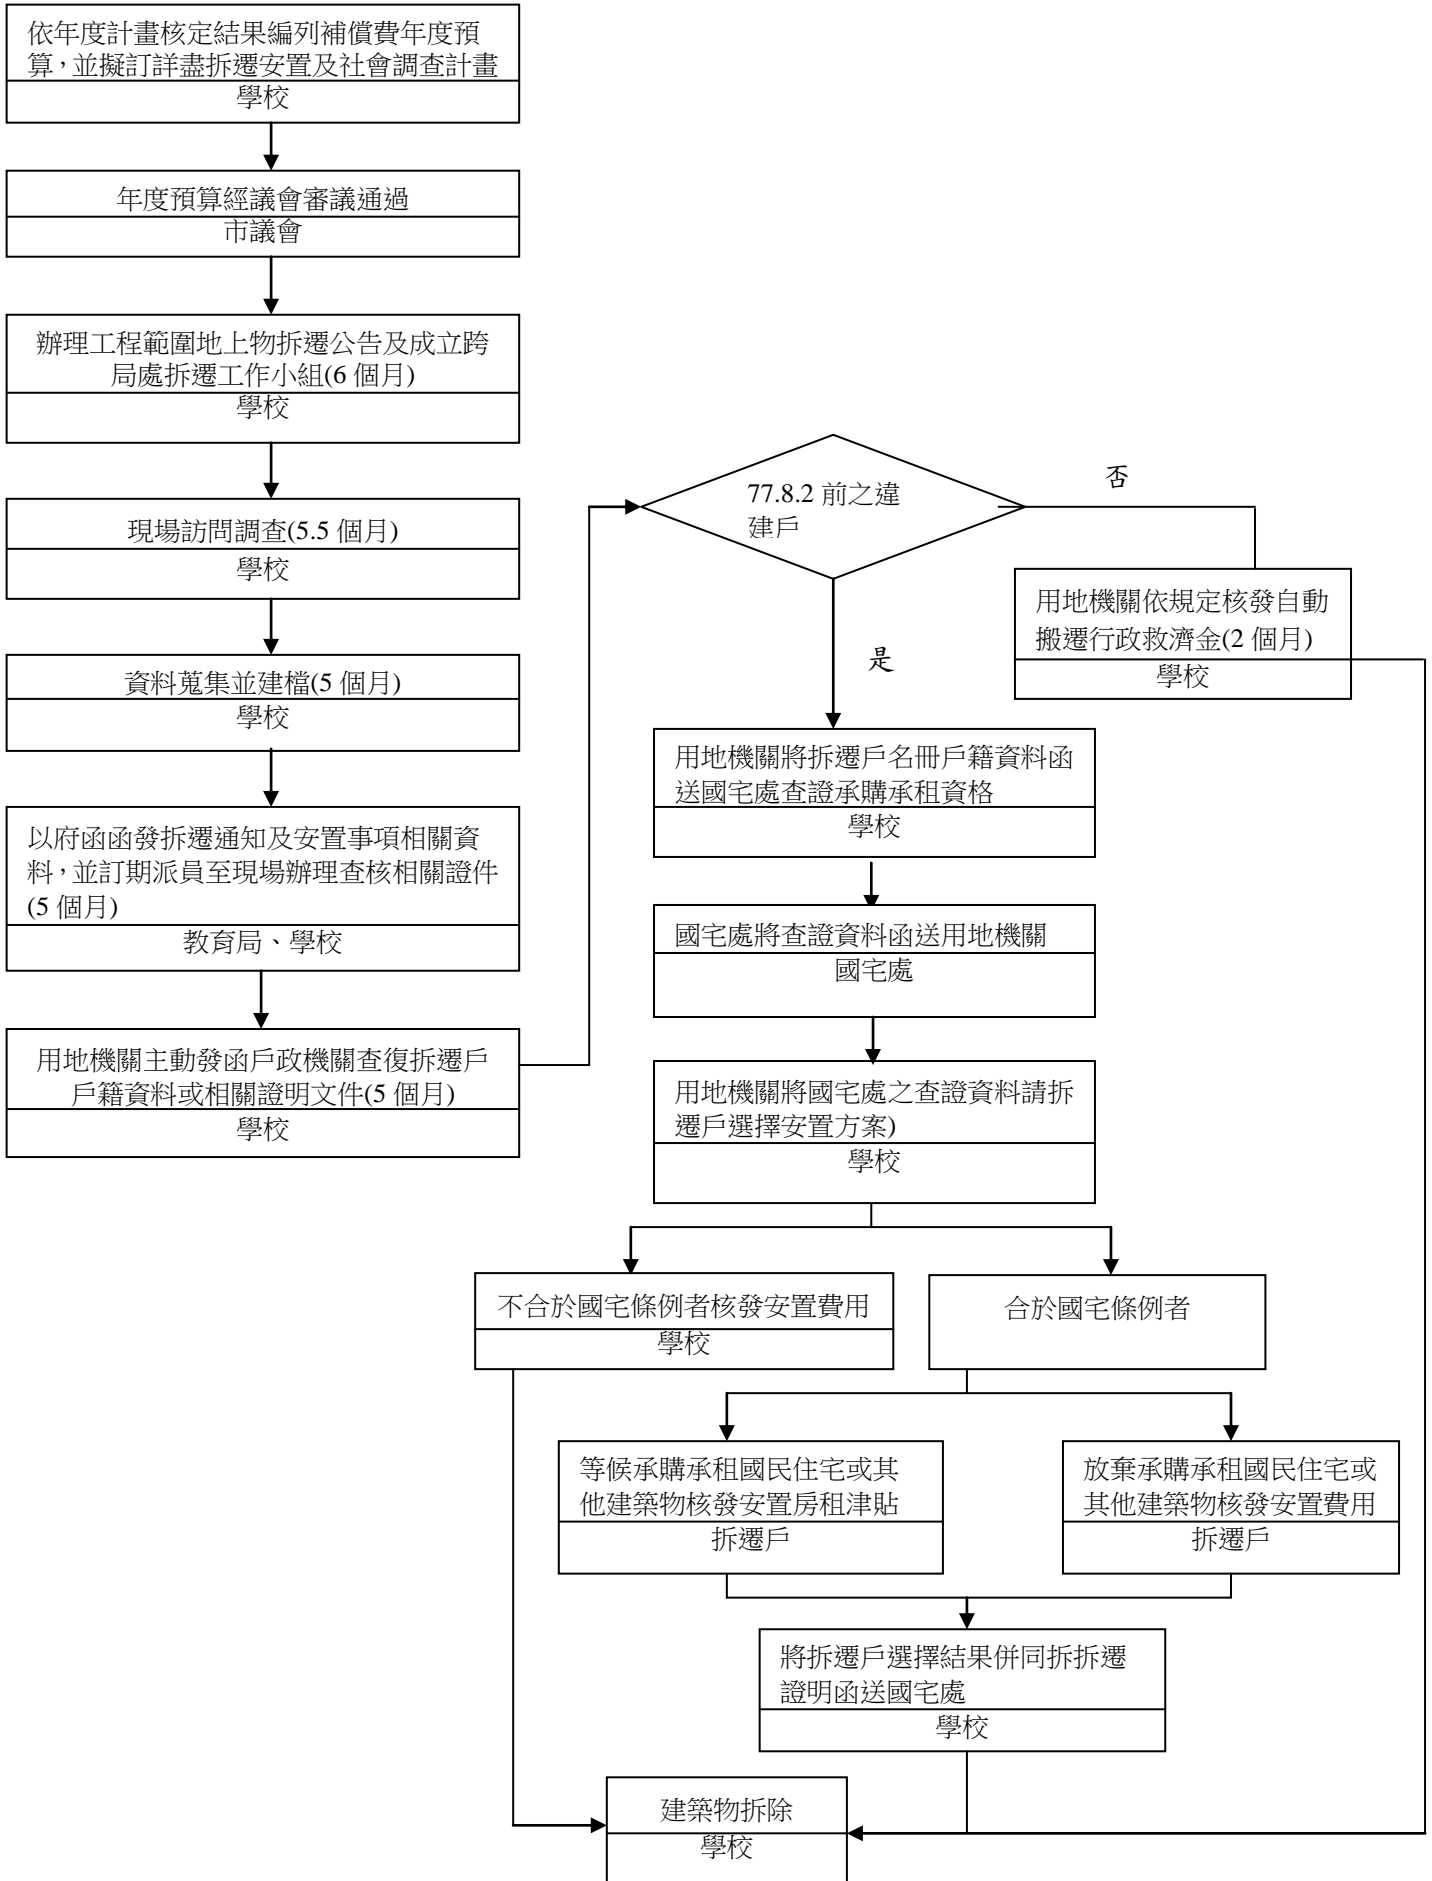 依年度計畫核定結果編列補償費年度預
算，並擬訂詳盡拆遷安置及社會調查計畫
學校
年度預算經議會審議通過
市議會
辦理工程範圍地上物拆遷公告及成立跨
局處拆遷工作小組(6 個月)
學校
現場訪問調查(5.5 個月)
學校
資料蒐集並建檔(5 個月)
學校
以府函函發拆遷通知及安置事項相關資
料，並訂期派員至現場辦理查核相關證件
(5 個月)
教育局、學校
用地機關主動發函戶政機關查復拆遷戶
戶籍資料或相關證明文件(5 個月)
學校
77.8.2 前之違
建戶
否
用地機關依規定核發自動
搬遷行政救濟金(2 個月)
學校
是
用地機關將拆遷戶名冊戶籍資料函
送國宅處查證承購承租資格
學校
國宅處將查證資料函送用地機關
國宅處
用地機關將國宅處之查證資料請拆
遷戶選擇安置方案)
學校
不合於國宅條例者核發安置費用
學校
合於國宅條例者
等候承購承租國民住宅或其
他建築物核發安置房租津貼
拆遷戶
放棄承購承租國民住宅或
其他建築物核發安置費用
拆遷戶
將拆遷戶選擇結果併同拆拆遷
證明函送國宅處
學校
建築物拆除
學校